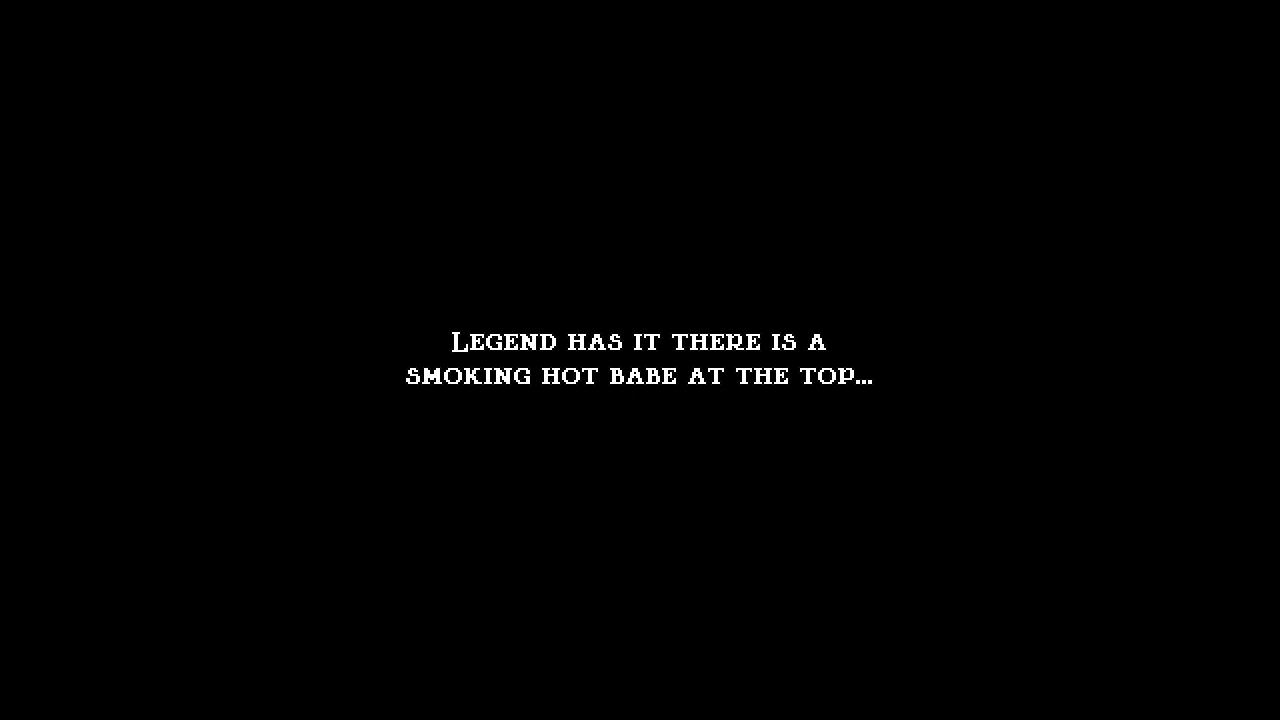 Legend has it there is a
smoking hot babe at the top...